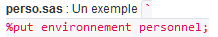 perso.sas : Un exemple `
%put environnement personnel;